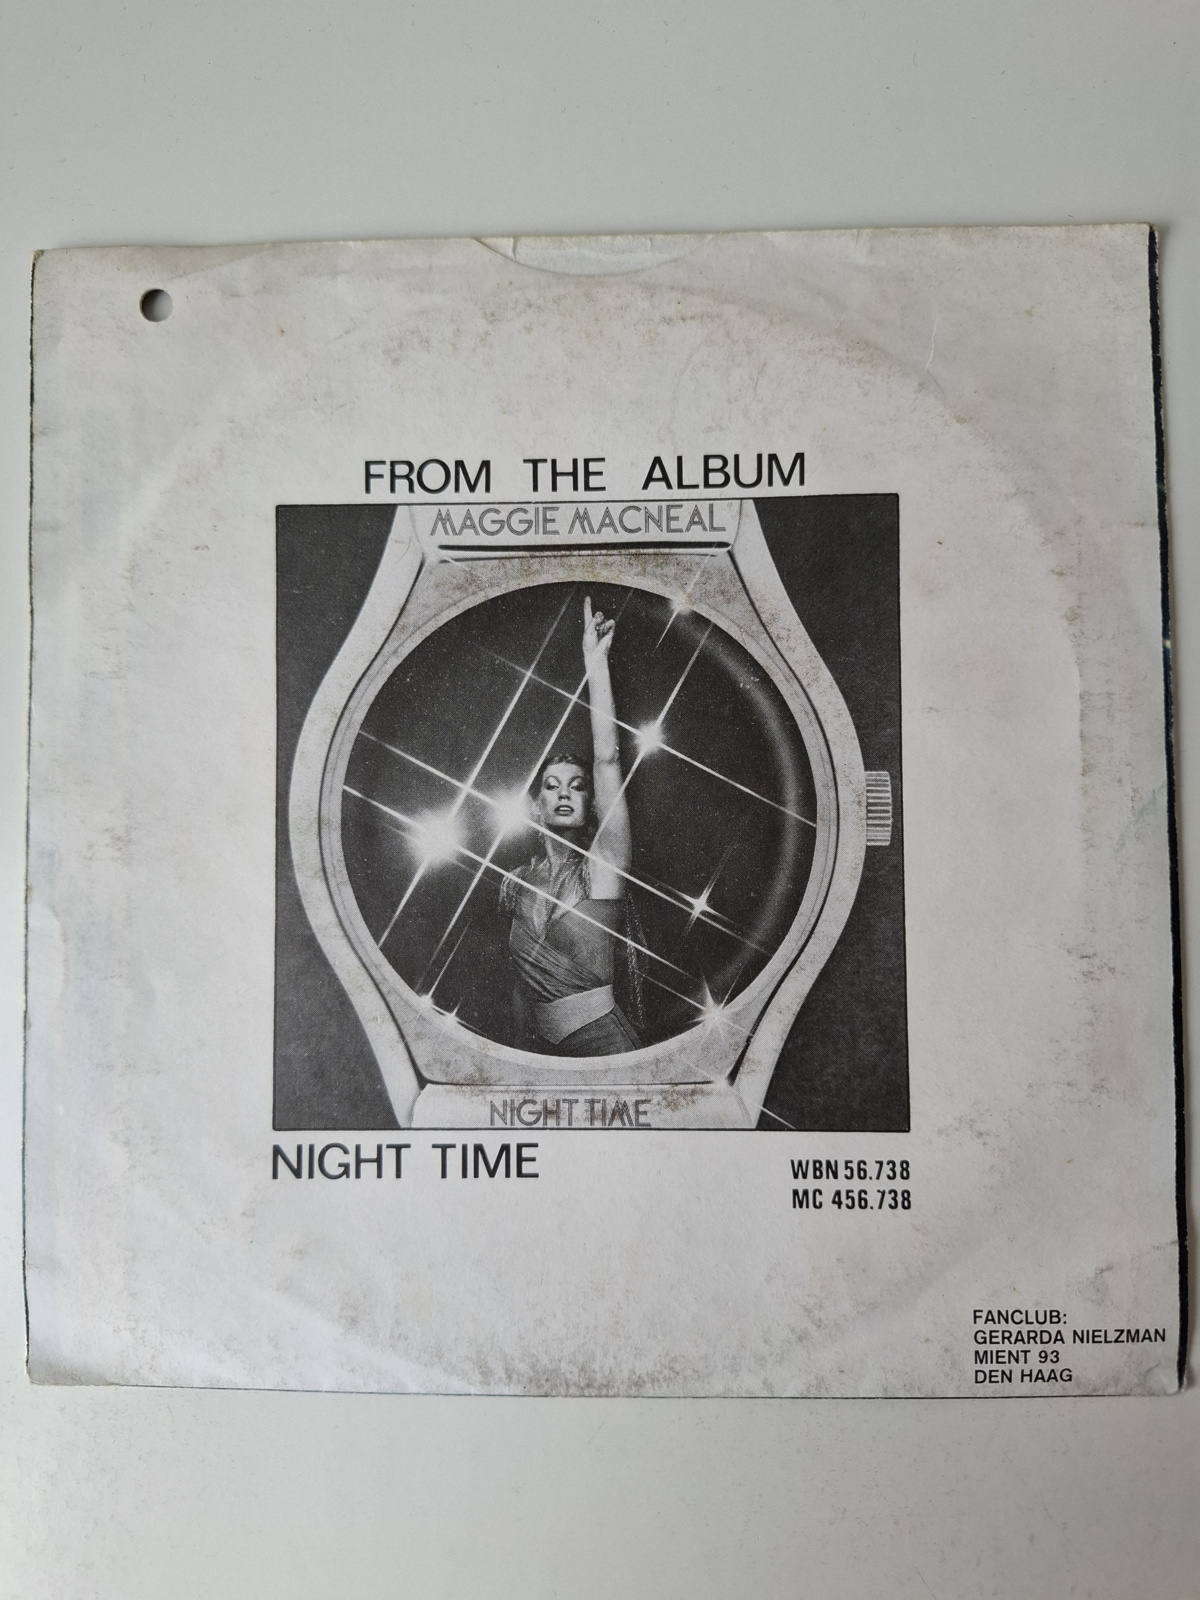 FROM THE ALBUM
MAGGIE MACNEAL
NIGHT TIME
NIGHT TIME
WBN 56.738
MC 456.738
FANCLUB:
GERARDA NIELZMAN
MIENT 93
DEN HAAG